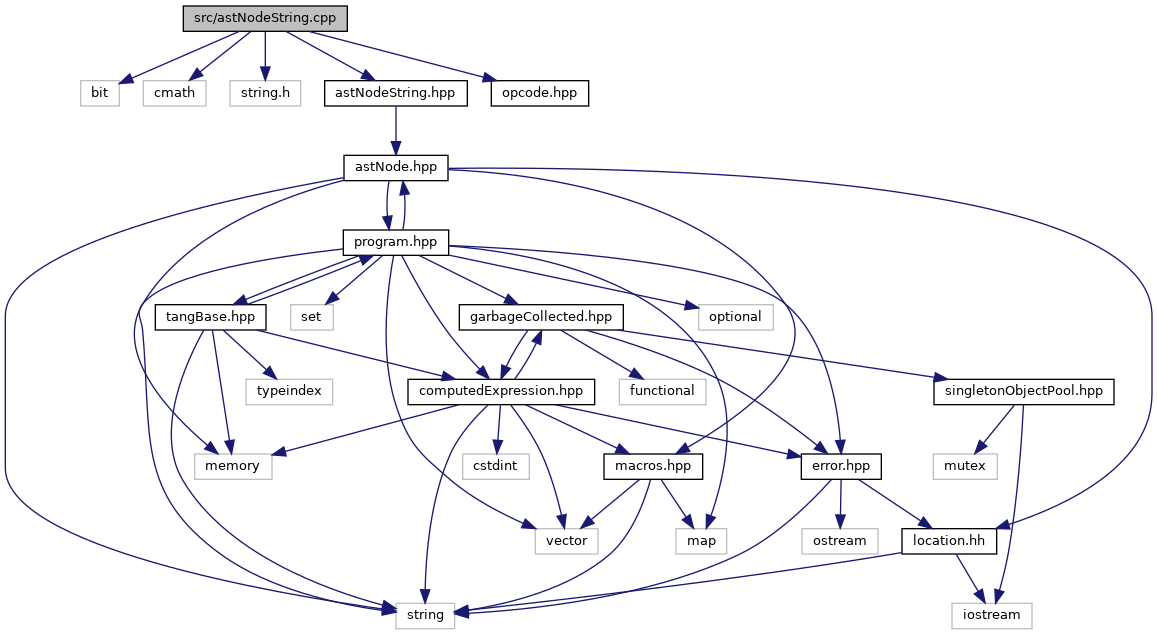 src/astNodeString.cpp
bit
cmath
string.h
astNodeString.hpp
opcode.hpp
astNode.hpp
program.hpp
tangBase.hpp
set
garbageCollected.hpp
optional
typeindex
computedExpression.hpp
functional
singletonObjectPool.hpp
memory
cstdint
macros.hpp
error.hpp
mutex
vector
map
ostream
location.hh
string
iostream